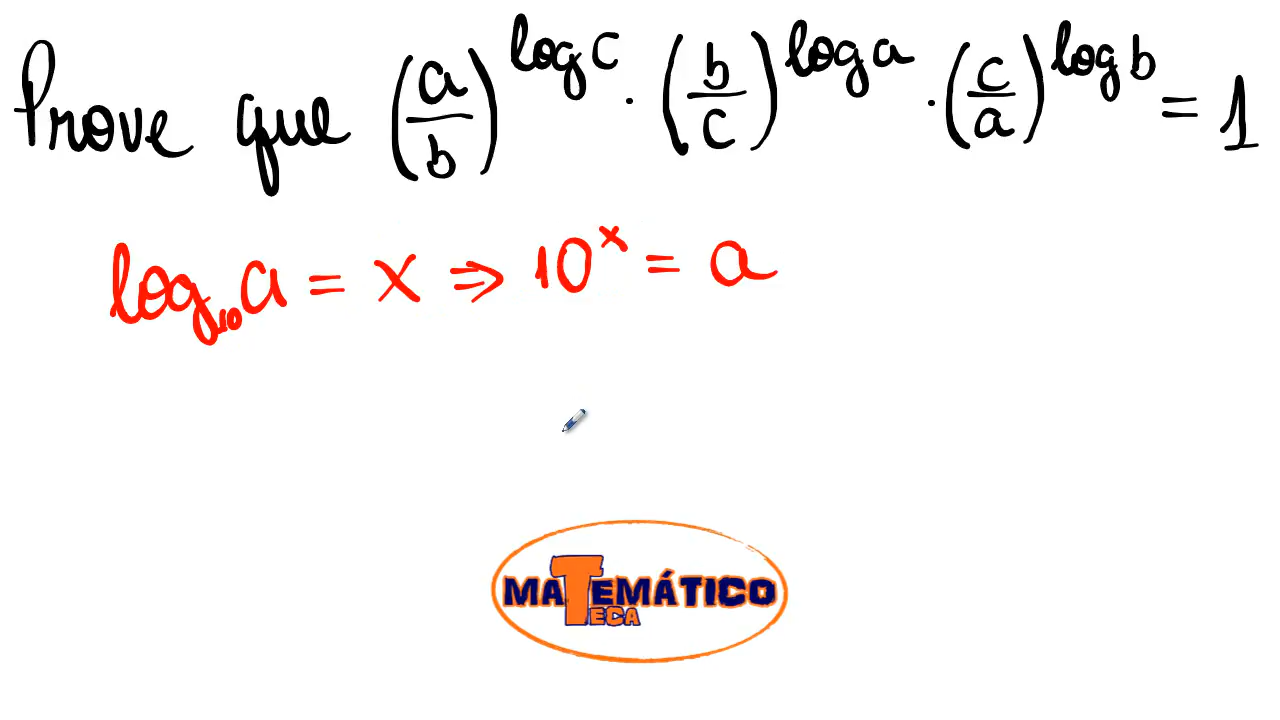 Prove que (a/b)^log c · (b/c)^log a · (c/a)^log b = 1
log₁₀ a = x ⇒ 10^x = a
MATEMÁTICO
TECA